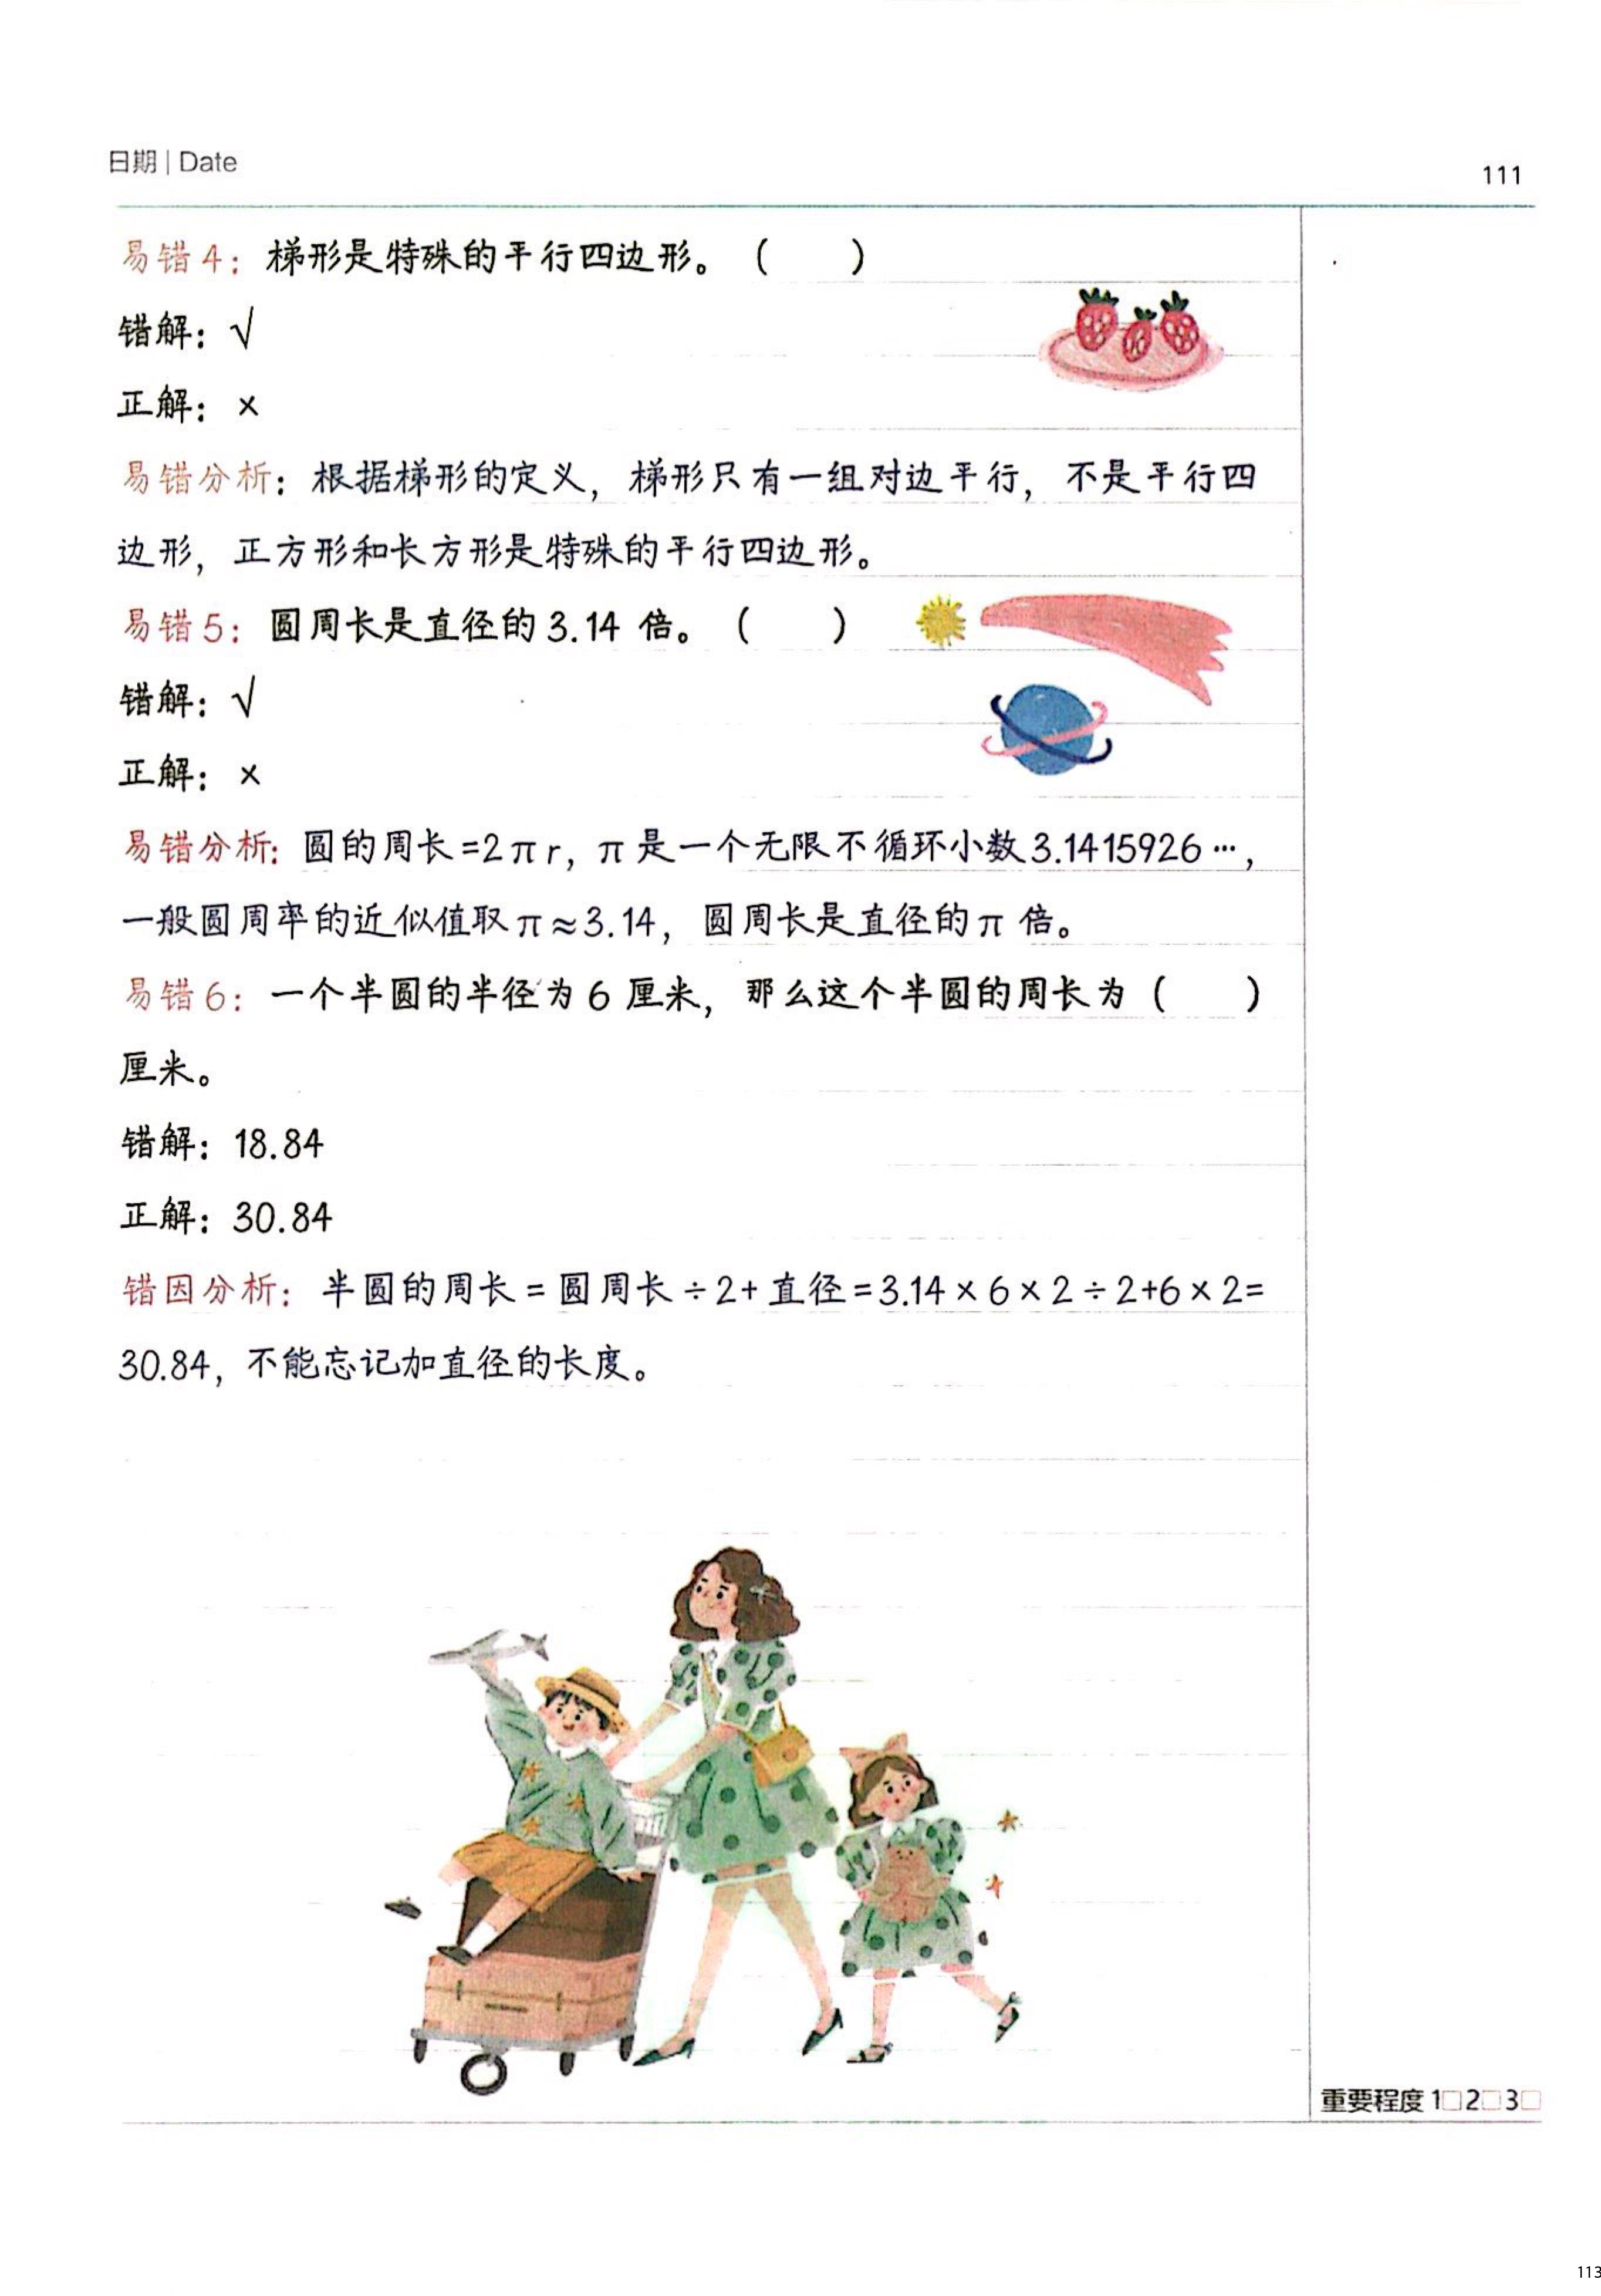 日期 | Date
111
易错4：梯形是特殊的平行四边形。（    ）
错解：√
正解：×
易错分析：根据梯形的定义，梯形只有一组对边平行，不是平行四
边形，正方形和长方形是特殊的平行四边形。
易错5：圆周长是直径的3.14 倍。（    ）
错解：√
正解：×
易错分析：圆的周长=2πr，π是一个无限不循环小数3.1415926…，
一般圆周率的近似值取π≈3.14，圆周长是直径的π倍。
易错6：一个半圆的半径为6厘米，那么这个半圆的周长为（    ）
厘米。
错解：18.84
正解：30.84
错因分析：半圆的周长=圆周长÷2+直径=3.14×6×2÷2+6×2=
30.84，不能忘记加直径的长度。
重要程度 1□2□3□
113